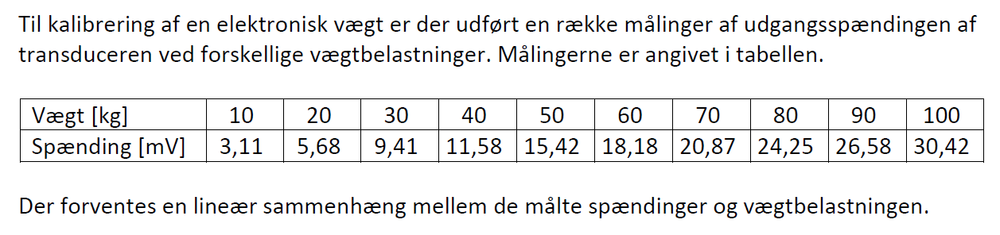 Til kalibrering af en elektronisk vægt er der udført en række målinger af udgangsspændingen af
transduceren ved forskellige vægtbelastninger. Målingerne er angivet i tabellen.
Vægt [kg] 10 20 30 40 50 60 70 80 90 100
Spænding [mV] 3,11 5,68 9,41 11,58 15,42 18,18 20,87 24,25 26,58 30,42
Der forventes en lineær sammenhæng mellem de målte spændinger og vægtbelastningen.